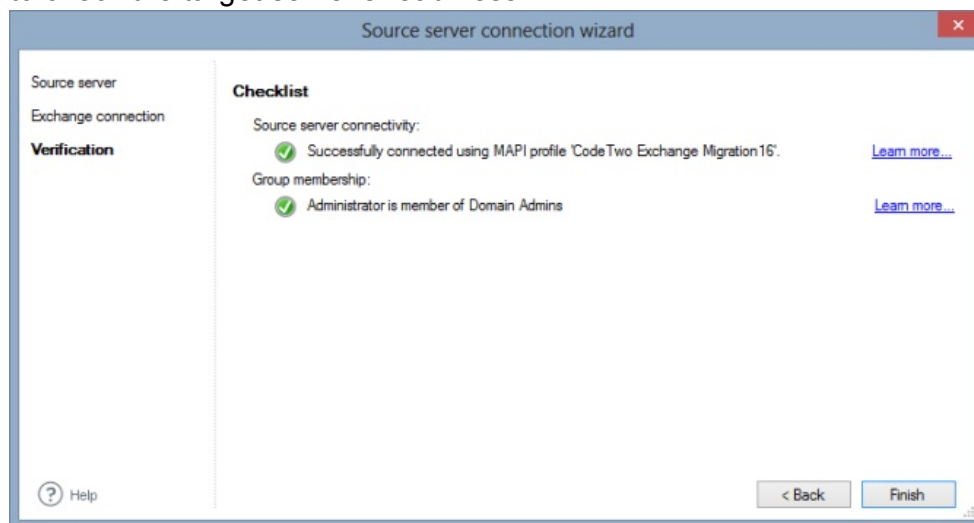 Source server connection wizard
Source server
Exchange connection
Verification
Checklist
Source server connectivity:
Successfully connected using MAPI profile 'CodeTwo Exchange Migration16'. Learn more...
Group membership:
Administrator is member of Domain Admins Learn more...
? Help
< Back Finish